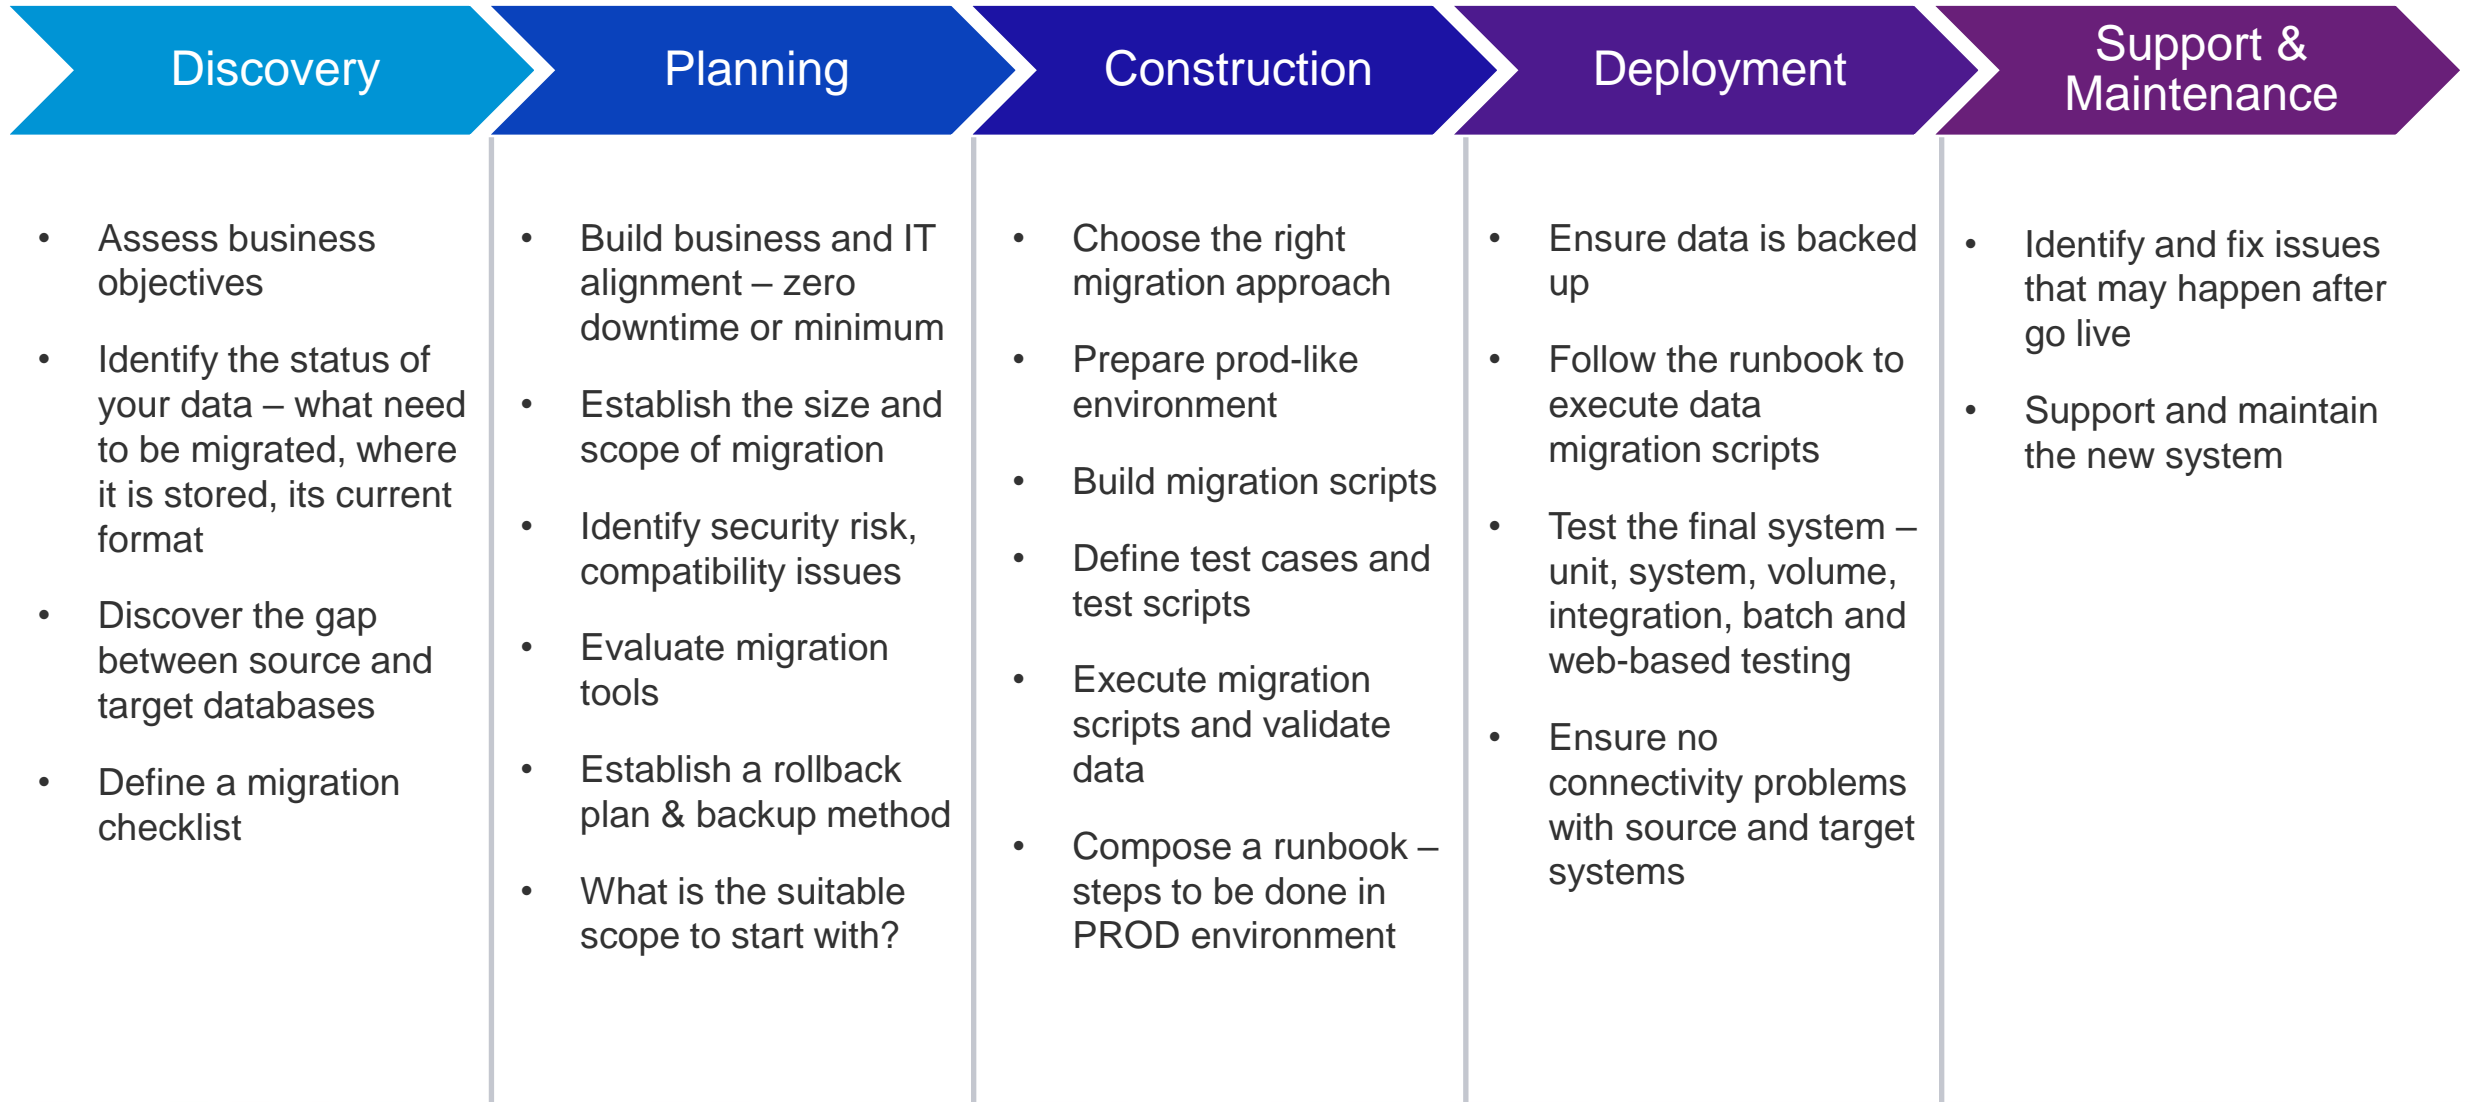 Discovery
Planning
Construction
Deployment
Support &
Maintenance
• Assess business
objectives
• Identify the status of
your data – what need
to be migrated, where
it is stored, its current
format
• Discover the gap
between source and
target databases
• Define a migration
checklist
• Build business and IT
alignment – zero
downtime or minimum
• Establish the size and
scope of migration
• Identify security risk,
compatibility issues
• Evaluate migration
tools
• Establish a rollback
plan & backup method
• What is the suitable
scope to start with?
• Choose the right
migration approach
• Prepare prod-like
environment
• Build migration scripts
• Define test cases and
test scripts
• Execute migration
scripts and validate
data
• Compose a runbook –
steps to be done in
PROD environment
• Ensure data is backed
up
• Follow the runbook to
execute data
migration scripts
• Test the final system –
unit, system, volume,
integration, batch and
web-based testing
• Ensure no
connectivity problems
with source and target
systems
• Identify and fix issues
that may happen after
go live
• Support and maintain
the new system